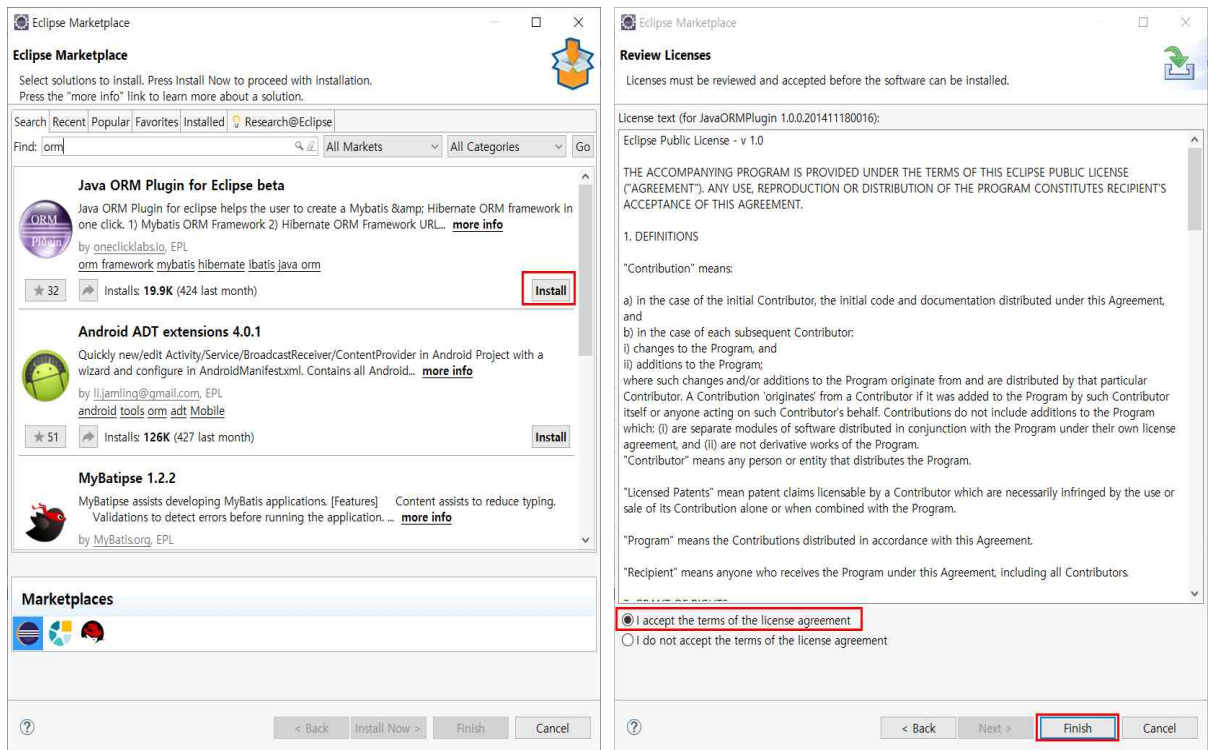 Eclipse Marketplace
Eclipse Marketplace
Select solutions to install. Press Install Now to proceed with installation.
Press the "more info" link to learn more about a solution.
Search Recent Popular Favorites Installed Research@Eclipse
Find: orm All Markets All Categories Go
Java ORM Plugin for Eclipse beta
Java ORM Plugin for eclipse helps the user to create a Mybatis &amp; Hibernate ORM framework in
one click. 1) Mybatis ORM Framework 2) Hibernate ORM Framework URL... more info
ORM
Plugin
by oneclicklabs.io, EPL
orm framework mybatis hibernate ibatis java orm
32 Installs: 19.9K (424 last month) Install
Android ADT extensions 4.0.1
Quickly new/edit Activity/Service/BroadcastReceiver/ContentProvider in Android Project with a
wizard and configure in AndroidManifest.xml. Contains all Android... more info
by li.jamling@gmail.com, EPL
android tools orm adt Mobile
51 Installs: 126K (427 last month) Install
MyBatipse 1.2.2
MyBatipse assists developing MyBatis applications. [Features] Content assists to reduce typing.
Validations to detect errors before running the application. ... more info
by MyBatis.org, EPL
Marketplaces
? < Back Install Now > Finish Cancel
Eclipse Marketplace
Review Licenses
Licenses must be reviewed and accepted before the software can be installed.
License text (for JavaORMPlugin 1.0.0.201411180016):
Eclipse Public License - v 1.0
THE ACCOMPANYING PROGRAM IS PROVIDED UNDER THE TERMS OF THIS ECLIPSE PUBLIC LICENSE
("AGREEMENT"). ANY USE, REPRODUCTION OR DISTRIBUTION OF THE PROGRAM CONSTITUTES RECIPIENT'S
ACCEPTANCE OF THIS AGREEMENT.
1. DEFINITIONS
"Contribution" means:
a) in the case of the initial Contributor, the initial code and documentation distributed under this Agreement,
and
b) in the case of each subsequent Contributor:
i) changes to the Program, and
ii) additions to the Program;
where such changes and/or additions to the Program originate from and are distributed by that particular
Contributor. A Contribution 'originates' from a Contributor if it was added to the Program by such Contributor
itself or anyone acting on such Contributor's behalf. Contributions do not include additions to the Program
which: (i) are separate modules of software distributed in conjunction with the Program under their own license
agreement, and (ii) are not derivative works of the Program.
"Contributor" means any person or entity that distributes the Program.
"Licensed Patents" mean patent claims licensable by a Contributor which are necessarily infringed by the use or
sale of its Contribution alone or when combined with the Program.
"Program" means the Contributions distributed in accordance with this Agreement.
"Recipient" means anyone who receives the Program under this Agreement, including all Contributors.
I accept the terms of the license agreement
I do not accept the terms of the license agreement
? < Back Next > Finish Cancel